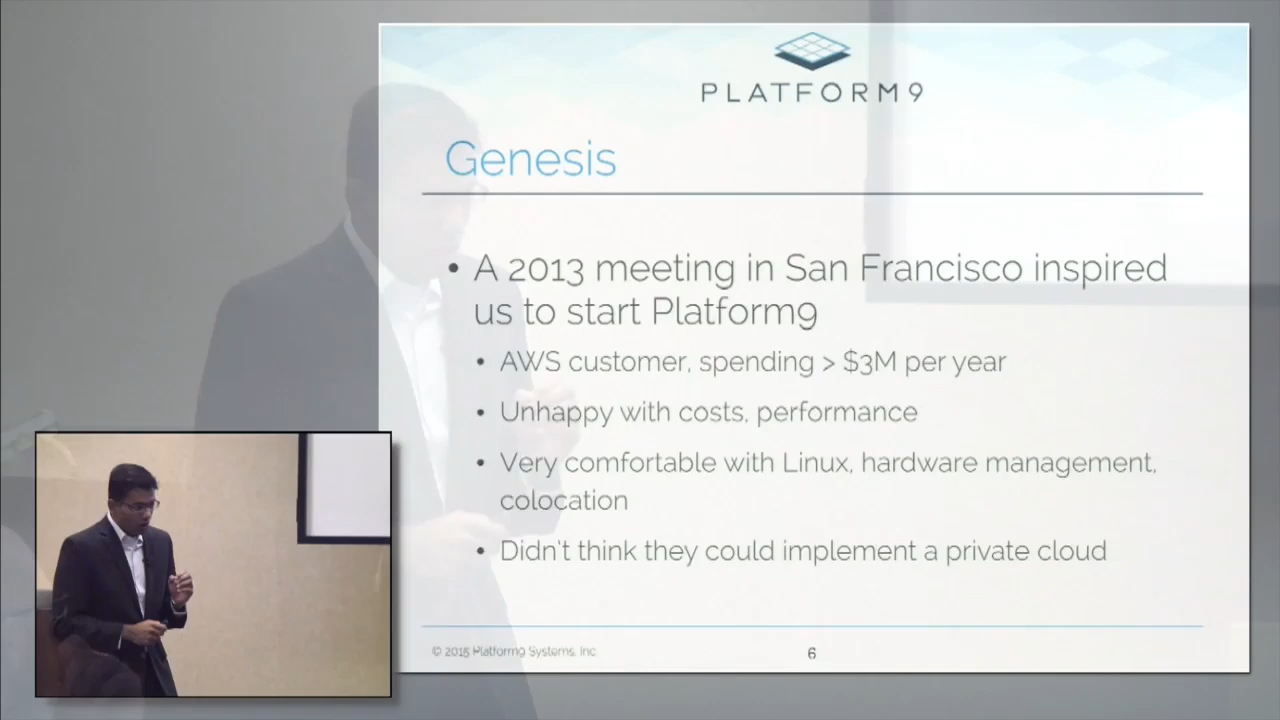 PLATFORM9
Genesis
• A 2013 meeting in San Francisco inspired
us to start Platform9
• AWS customer, spending > $3M per year
• Unhappy with costs, performance
• Very comfortable with Linux, hardware management,
colocation
• Didn't think they could implement a private cloud
© 2015 Platform9 Systems, Inc
6